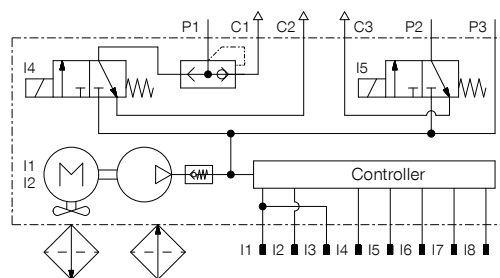 P1 C1 C2 C3 P2 P3
I4 I5
I1
I2
M
Controller
I1 I2 I3 I4 I5 I6 I7 I8